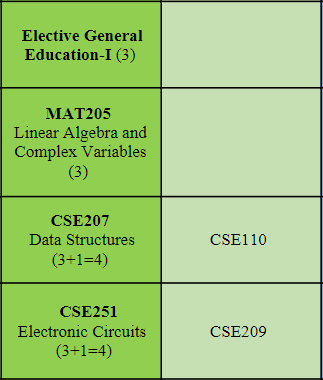 Elective General
Education-I (3)
MAT205
Linear Algebra and
Complex Variables
(3)
CSE207
Data Structures
(3+1=4)
CSE110
CSE251
Electronic Circuits
(3+1=4)
CSE209